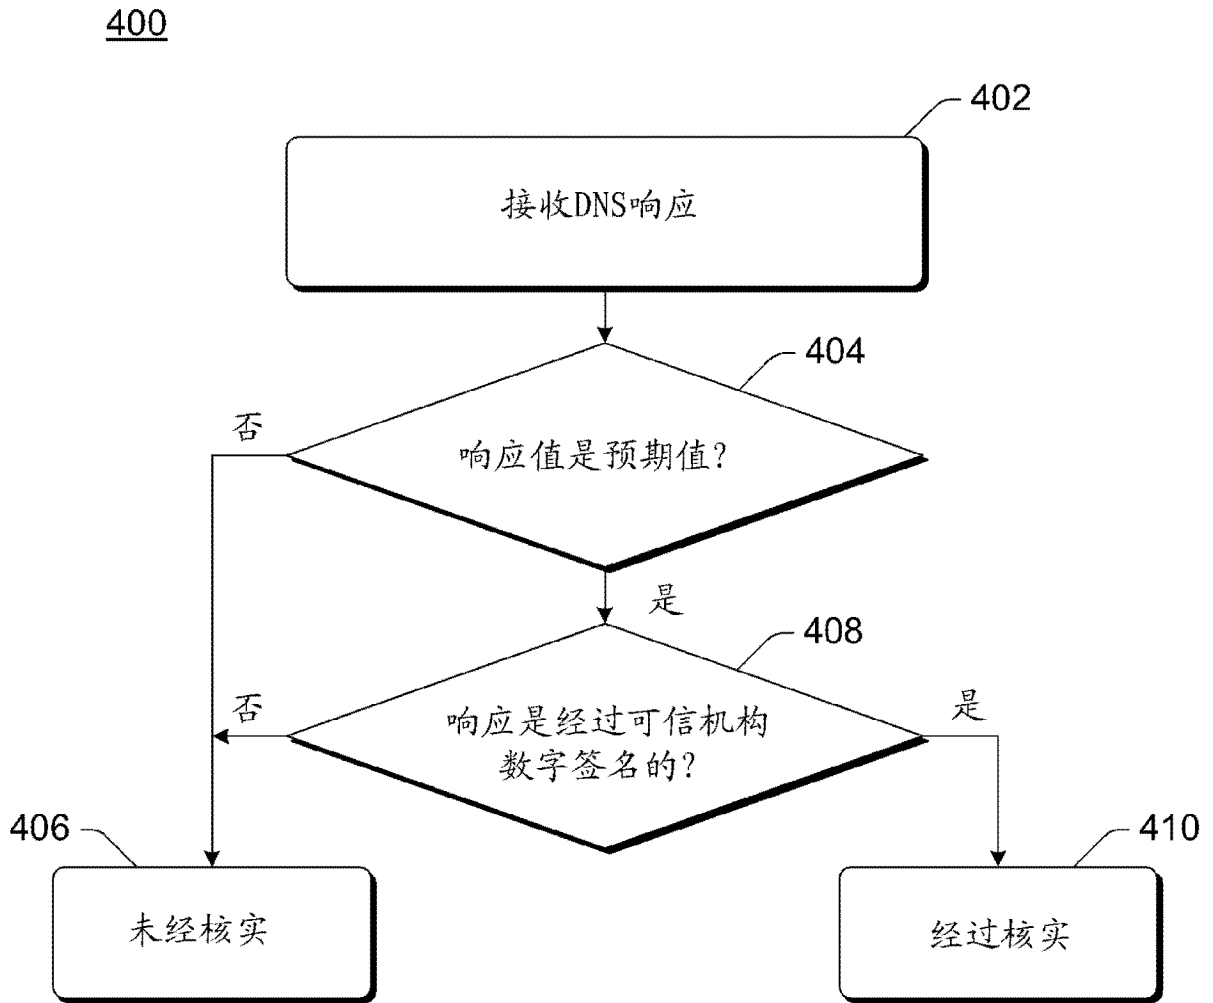 400
402
接收DNS响应
404
否
响应值是预期值?
是
408
否
响应是经过可信机构
数字签名的?
是
406
410
未经核实
经过核实